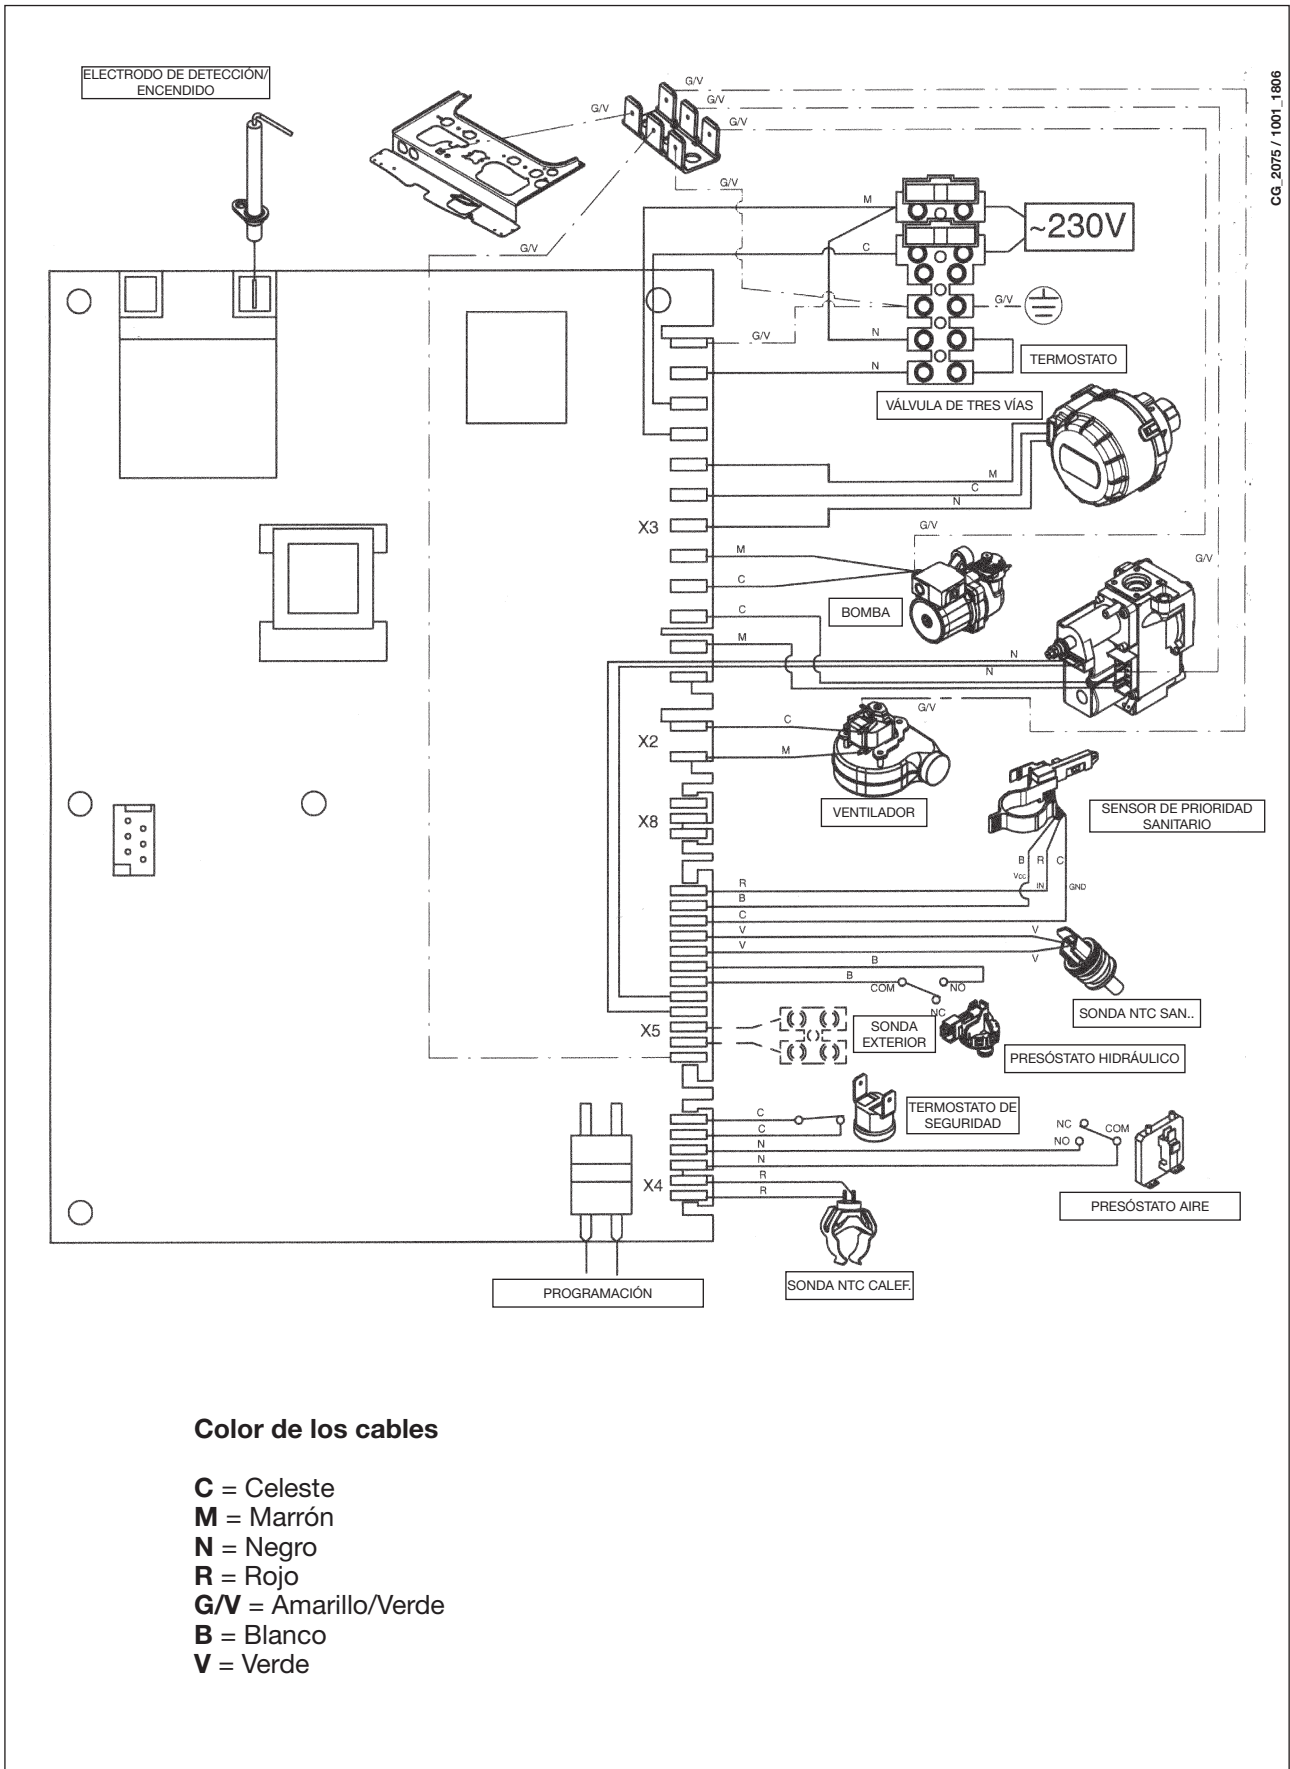 ELECTRODO DE DETECCIÓN/
ENCENDIDO
CG_2075 / 1001_1806
G/V
G/V
G/V
G/V
G/V
G/V
M
~230V
C
G/V
G/V
N
TERMOSTATO
N
VÁLVULA DE TRES VÍAS
M
C
N
X3
G/V
M
G/V
C
BOMBA
C
M
N
N
G/V
C
X2
M
VENTILADOR
SENSOR DE PRIORIDAD
SANITARIO
X8
B
R
C
Vcc
IN
GND
R
B
C
V
V
V
V
B
B
COM
NO
NC
SONDA NTC SAN..
X5
SONDA
EXTERIOR
PRESÓSTATO HIDRÁULICO
TERMOSTATO DE
SEGURIDAD
C
C
N
N
NC
NO
COM
R
R
X4
PRESÓSTATO AIRE
SONDA NTC CALEF.
PROGRAMACIÓN
Color de los cables
C = Celeste
M = Marrón
N = Negro
R = Rojo
G/V = Amarillo/Verde
B = Blanco
V = Verde